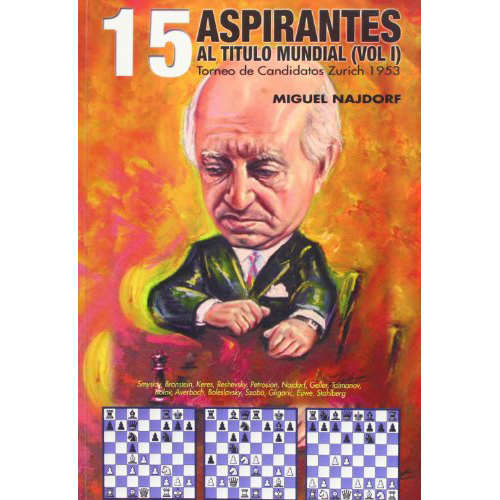 15
ASPIRANTES
AL TITULO MUNDIAL (VOL I)
Torneo de Candidatos Zurich 1953
MIGUEL NAJDORF
Smyslov, Bronstein, Keres, Reshevsky, Petrosian, Najdorf, Geller, Taimanov,
Kotov, Averbach, Boleslavsky, Szabo, Gligoric, Euwe, Stahlberg